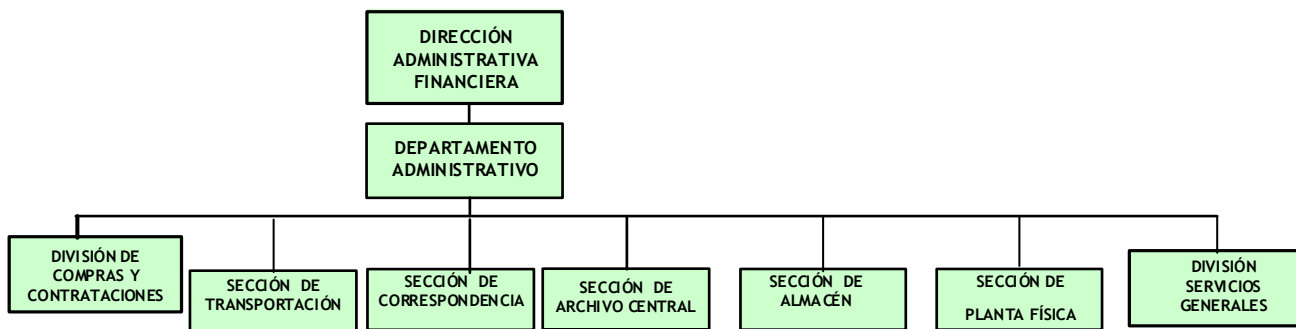 DIRECCIÓN
ADMINISTRATIVA
FINANCIERA
DEPARTAMENTO
ADMINISTRATIVO
DIVISIÓN DE
COMPRAS Y
CONTRATACIONES
SECCIÓN DE
TRANSPORTACIÓN
SECCIÓN DE
CORRESPONDENCIA
SECCIÓN DE
ARCHIVO CENTRAL
SECCIÓN DE
ALMACÉN
SECCIÓN DE
PLANTA FÍSICA
DIVISIÓN
SERVICIOS
GENERALES